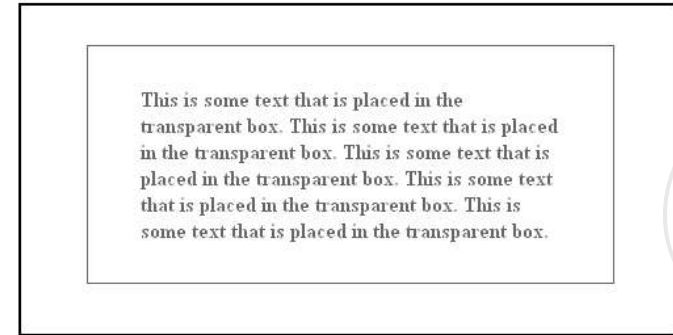 This is some text that is placed in the
transparent box. This is some text that is placed
in the transparent box. This is some text that is
placed in the transparent box. This is some text
that is placed in the transparent box. This is
some text that is placed in the transparent box.